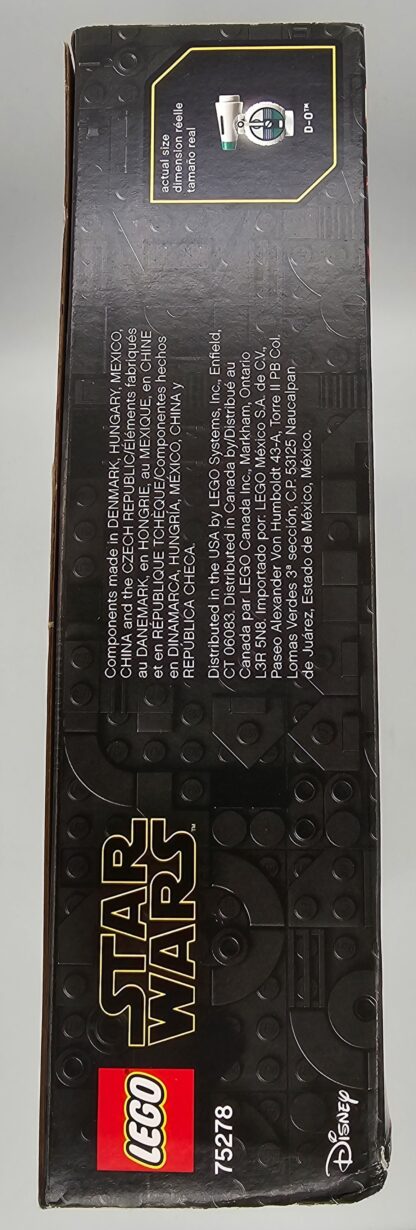 LEGO
STAR
WARS™
75278
Disney
Components made in DENMARK, HUNGARY, MEXICO,
CHINA and the CZECH REPUBLIC/Éléments fabriqués
au DANEMARK, en HONGRIE, au MEXIQUE, en CHINE
et en RÉPUBLIQUE TCHÈQUE/Componentes hechos
en DINAMARCA, HUNGRÍA, MÉXICO, CHINA y
REPÚBLICA CHECA.
Distributed in the USA by LEGO Systems, Inc., Enfield,
CT 06083. Distributed in Canada by/Distribué au
Canada par LEGO Canada Inc., Markham, Ontario
L3R 5N8. Importado por: LEGO México S.A. de C.V.,
Paseo Alexander Von Humboldt 43-A, Torre II PB Col.
Lomas Verdes 3ª sección, C.P. 53125 Naucalpan
de Juárez, Estado de México, México.
actual size
dimension réelle
tamaño real
D-O™